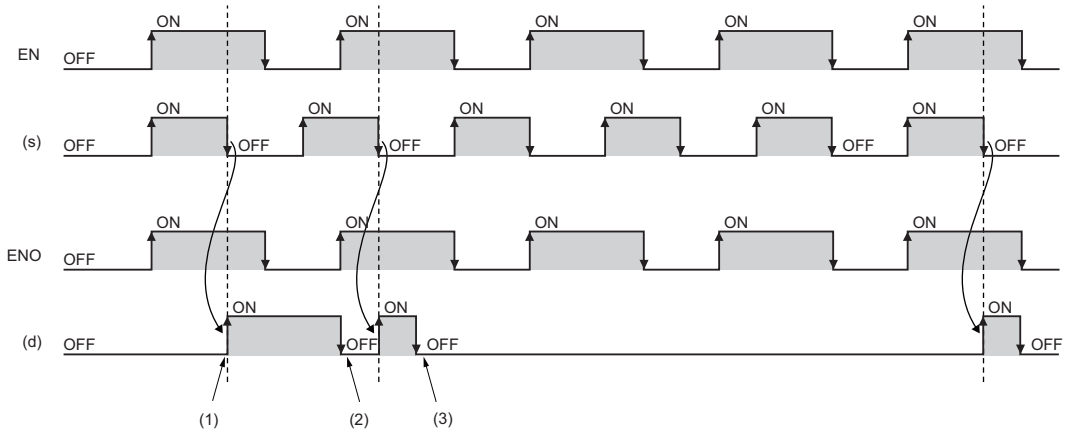 ON ON ON ON ON
EN OFF
ON ON ON ON ON ON
(s) OFF OFF OFF OFF OFF
ON ON ON ON ON
ENO OFF
ON ON ON
(d) OFF OFF OFF OFF
(1) (2) (3)